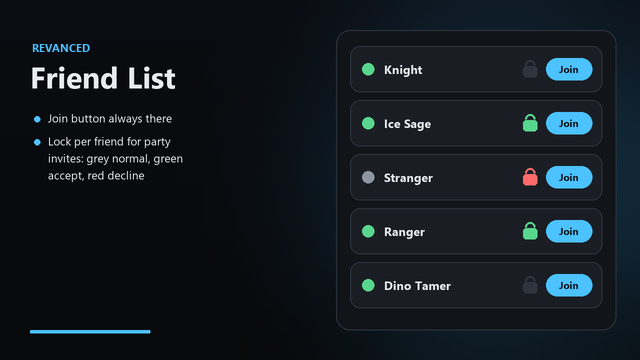 REVANCED
Friend List
Join button always there
Lock per friend for party
invites: grey normal, green
accept, red decline
Knight
Join
Ice Sage
Join
Stranger
Join
Ranger
Join
Dino Tamer
Join